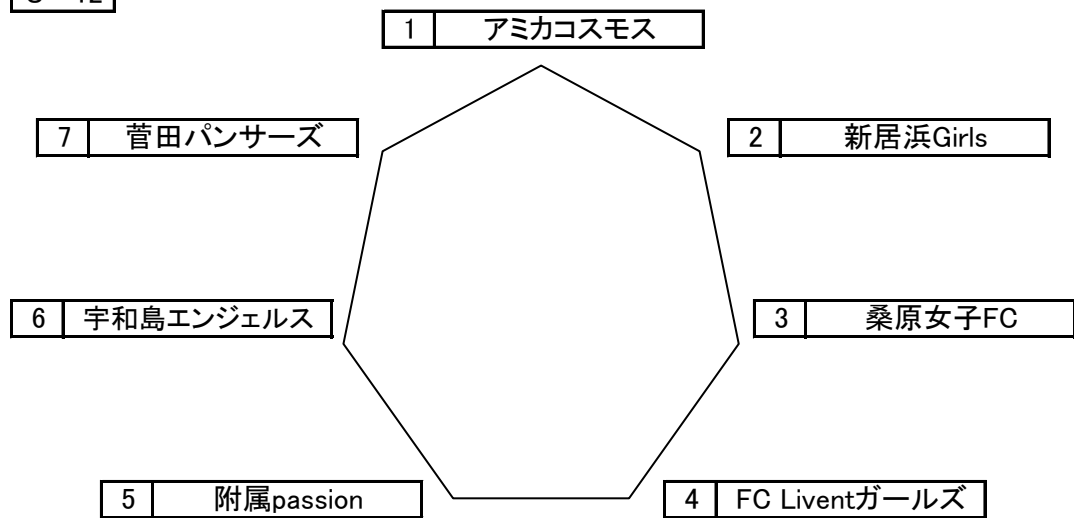 1 アミカコスモス
7 菅田パンサーズ
2 新居浜Girls
6 宇和島エンジェルス
3 桑原女子FC
5 附属passion
4 FC Liventガールズ